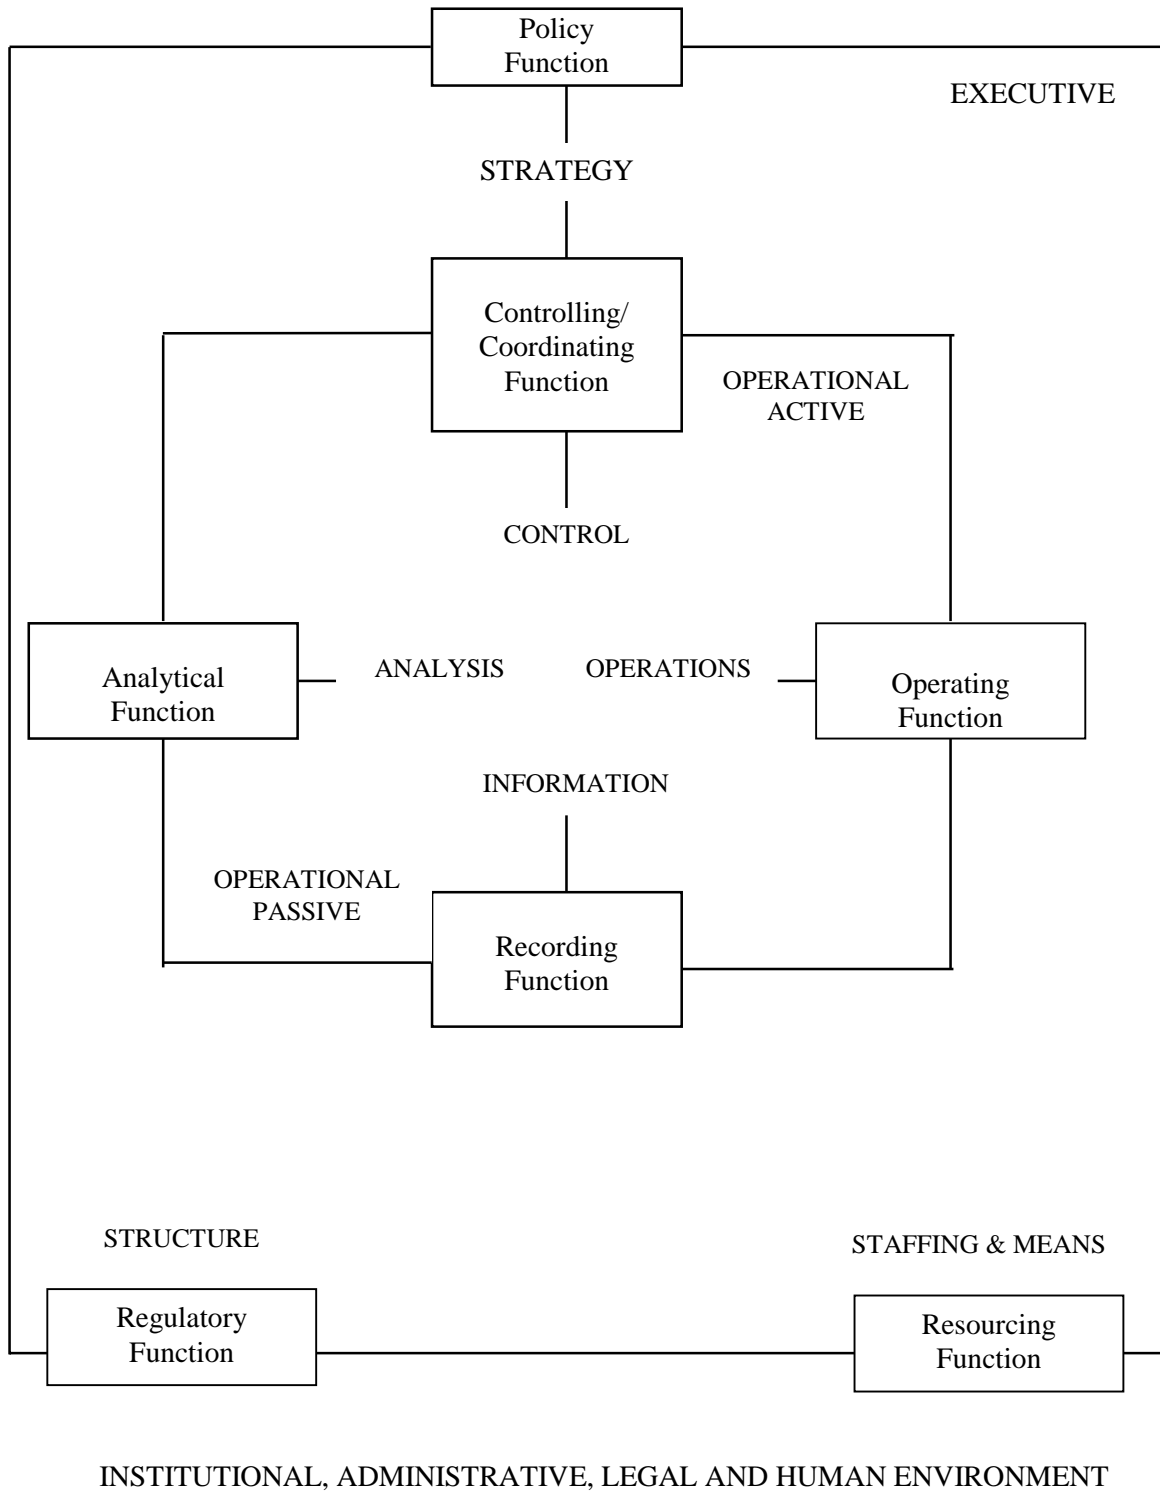 Policy
Function
EXECUTIVE
STRATEGY
Controlling/
Coordinating
Function
OPERATIONAL
ACTIVE
CONTROL
Analytical
Function
ANALYSIS
OPERATIONS
Operating
Function
INFORMATION
OPERATIONAL
PASSIVE
Recording
Function
STRUCTURE
STAFFING & MEANS
Regulatory
Function
Resourcing
Function
INSTITUTIONAL, ADMINISTRATIVE, LEGAL AND HUMAN ENVIRONMENT